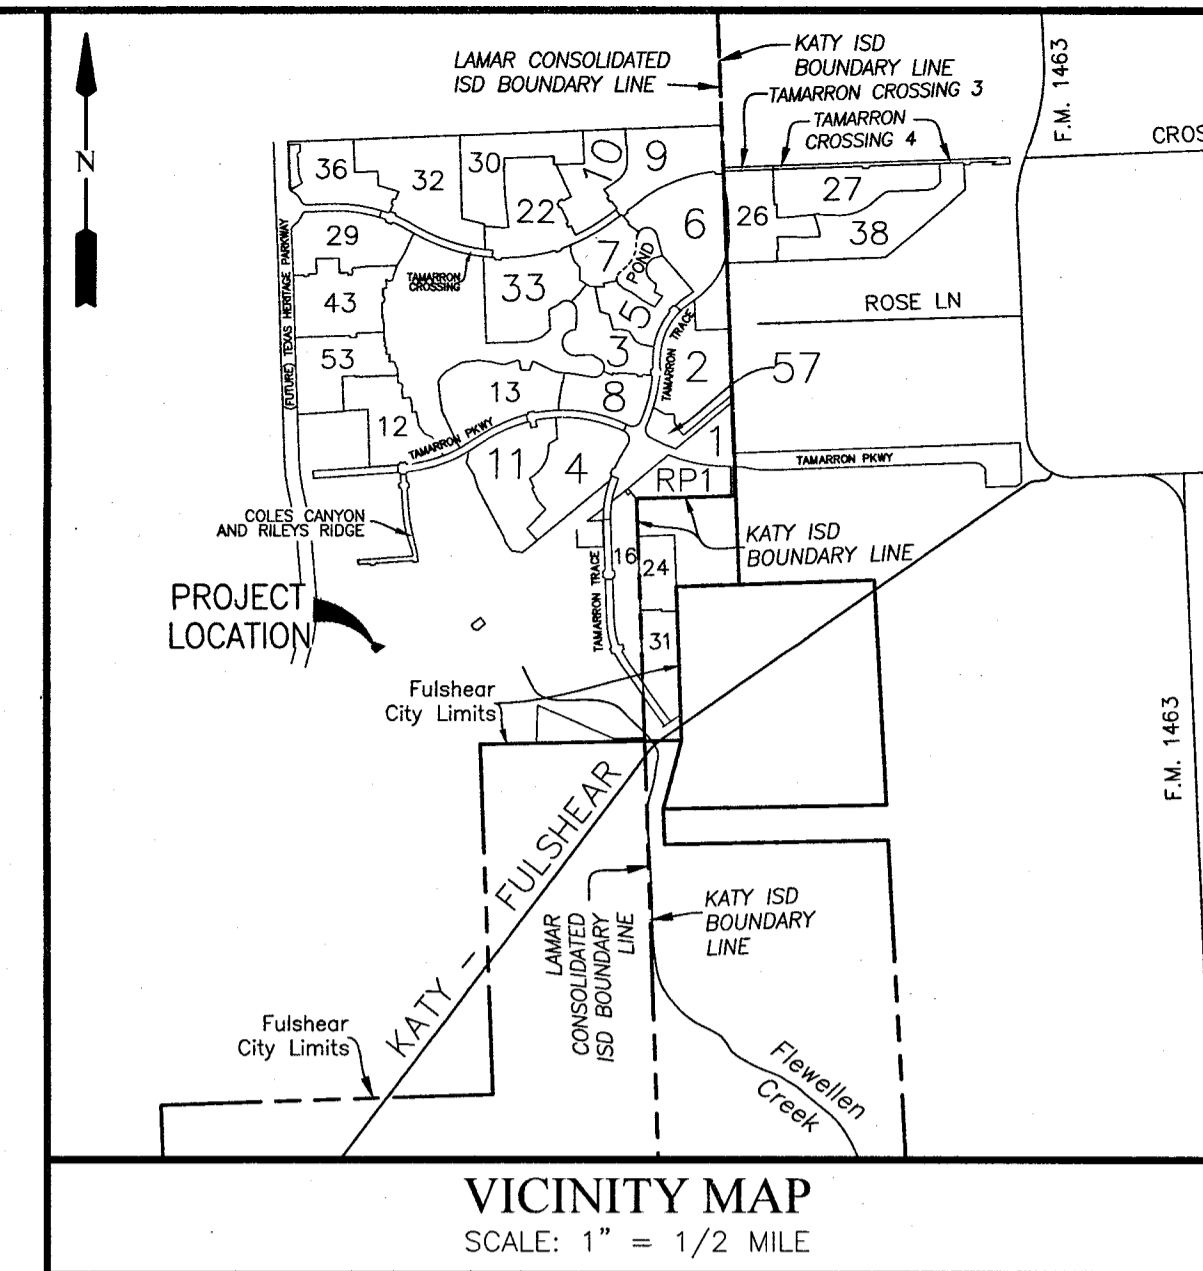 LAMAR CONSOLIDATED
ISD BOUNDARY LINE
KATY ISD
BOUNDARY LINE
TAMARRON CROSSING 3
TAMARRON
CROSSING 4
F.M. 1463
CROS
N
36
32
30
22
10
9
6
26
27
38
29
7
POND
TAMARRON
CROSSING
33
5
43
(FUTURE) TEXAS HERITAGE PARKWAY
ROSE LN
TAMARRON TRACE
3
2
57
53
13
8
12
TAMARRON PKWY
11
4
1
RP1
TAMARRON PKWY
COLES CANYON
AND RILEYS RIDGE
KATY ISD
BOUNDARY LINE
16
24
TAMARRON TRACE
31
PROJECT
LOCATION
Fulshear
City Limits
F.M. 1463
KATY - FULSHEAR
LAMAR
CONSOLIDATED
ISD BOUNDARY
LINE
KATY ISD
BOUNDARY
LINE
Fulshear
City Limits
Flewellen
Creek
VICINITY MAP
SCALE: 1" = 1/2 MILE